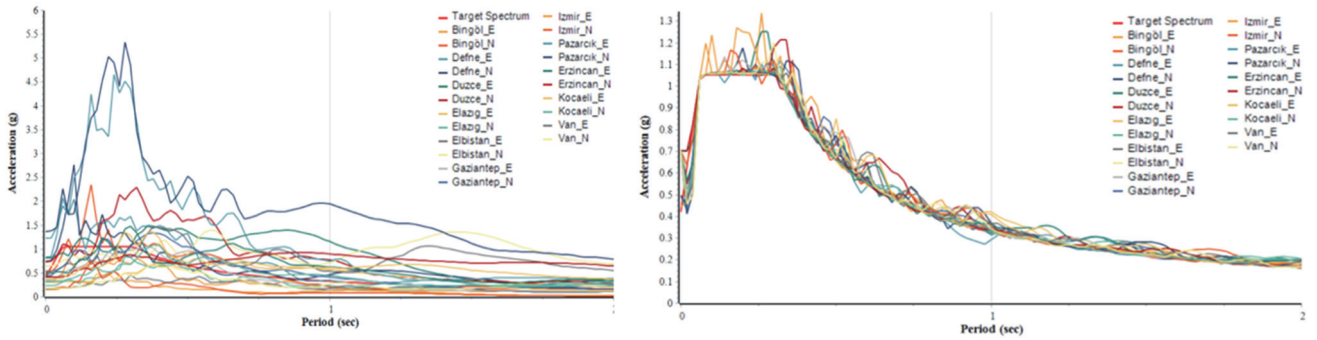 6
5.5
5
4.5
4
3.5
3
2.5
2
1.5
1
0.5
0
Acceleration (g)
0
1
Period (sec)
Target Spectrum
Bingöl_E
Bingöl_N
Defne_E
Defne_N
Duzce_E
Duzce_N
Elazıg_E
Elazıg_N
Elbistan_E
Elbistan_N
Gaziantep_E
Gaziantep_N
Izmir_E
Izmir_N
Pazarcık_E
Pazarcık_N
Erzincan_E
Erzincan_N
Kocaeli_E
Kocaeli_N
Van_E
Van_N
1.3
1.2
1.1
1
0.9
0.8
0.7
0.6
0.5
0.4
0.3
0.2
0.1
0
Acceleration (g)
0
1
2
Period (sec)
Target Spectrum
Bingöl_E
Bingöl_N
Defne_E
Defne_N
Duzce_E
Duzce_N
Elazıg_E
Elazıg_N
Elbistan_E
Elbistan_N
Gaziantep_E
Gaziantep_N
Izmir_E
Izmir_N
Pazarcık_E
Pazarcık_N
Erzincan_E
Erzincan_N
Kocaeli_E
Kocaeli_N
Van_E
Van_N